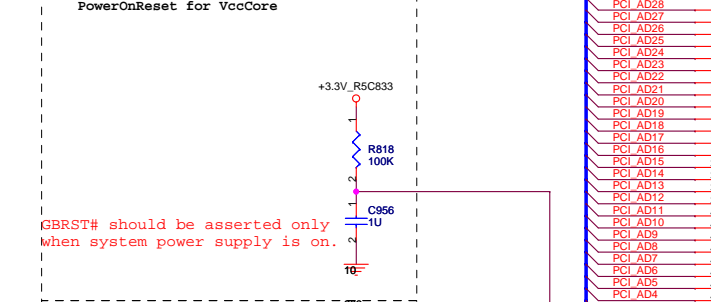 PowerOnReset for VccCore
+3.3V_R5C833
1
R818
100K
2
1
C956
1U
2
GBRST# should be asserted only
when system power supply is on.
10
PCI_AD28
PCI_AD27
PCI_AD26
PCI_AD25
PCI_AD24
PCI_AD23
PCI_AD22
PCI_AD21
PCI_AD20
PCI_AD19
PCI_AD18
PCI_AD17
PCI_AD16
PCI_AD15
PCI_AD14
PCI_AD13
PCI_AD12
PCI_AD11
PCI_AD10
PCI_AD9
PCI_AD8
PCI_AD7
PCI_AD6
PCI_AD5
PCI_AD4